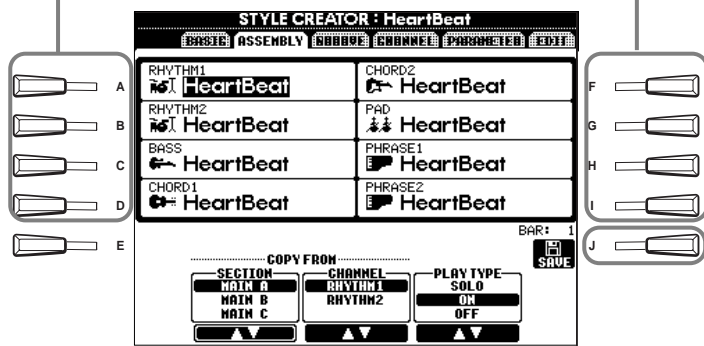 STYLE CREATOR : HeartBeat
BASIC ASSEMBLY GROOVE CHANNEL PARAMETER EDIT
RHYTHM1
HeartBeat
CHORD2
HeartBeat
RHYTHM2
HeartBeat
PAD
HeartBeat
BASS
HeartBeat
PHRASE1
HeartBeat
CHORD1
HeartBeat
PHRASE2
HeartBeat
A
B
C
D
E
F
G
H
I
J
BAR: 1
SAVE
COPY FROM
SECTION
MAIN A
MAIN B
MAIN C
CHANNEL
RHYTHM1
RHYTHM2
PLAY TYPE
SOLO
ON
OFF